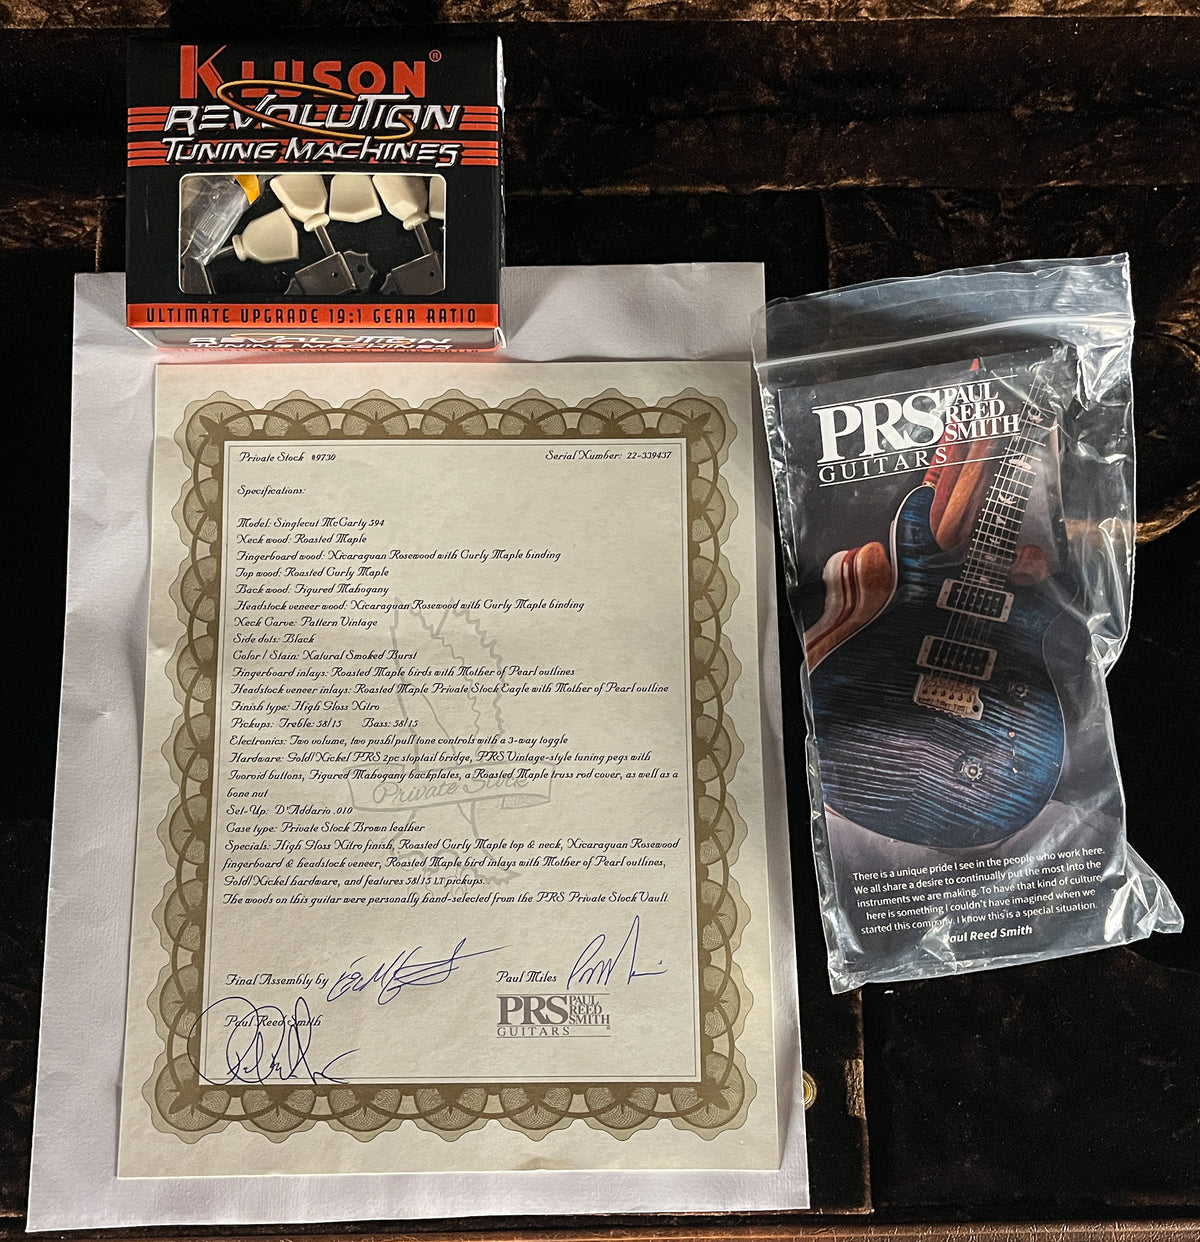 KLUSON®
REVOLUTION
TUNING MACHINES
ULTIMATE UPGRADE 19:1 GEAR RATIO
REVOLUTION
TUNING MACHINES
Private Stock #9730 Serial Number: 22-339437
Specifications:
Model: Singlecut McCarty 594
Neck wood: Roasted Maple
Fingerboard wood: Nicaraguan Rosewood with Curly Maple binding
Top wood: Roasted Curly Maple
Back wood: Figured Mahogany
Headstock veneer wood: Nicaraguan Rosewood with Curly Maple binding
Neck Carve: Pattern Vintage
Side dots: Black
Color / Stain: Natural Smoked Burst
Fingerboard inlays: Roasted Maple birds with Mother of Pearl outlines
Headstock veneer inlays: Roasted Maple Private Stock Eagle with Mother of Pearl outline
Finish type: High Gloss Nitro
Pickups: Treble: 58/15 Bass: 58/15
Electronics: Two volume, two push/pull tone controls with a 3-way toggle
Hardware: Gold/Nickel PRS 2pc stoptail bridge, PRS Vintage-style tuning pegs with
Ivoroid buttons, Figured Mahogany backplates, a Roasted Maple truss rod cover, as well as a
bone nut
Private Stock
Set-Up: D'Addario .010
Case type: Private Stock Brown leather
Specials: High Gloss Nitro finish, Roasted Curly Maple top & neck, Nicaraguan Rosewood
fingerboard & headstock veneer, Roasted Maple bird inlays with Mother of Pearl outlines,
Gold/Nickel hardware, and features 58/15 LT pickups.
The woods on this guitar were personally hand-selected from the PRS Private Stock Vault.
Final Assembly by
Paul Miles
Paul Reed Smith
PRS PAUL
REED
SMITH
GUITARS
PRS PAUL
REED
SMITH
GUITARS
There is a unique pride I see in the people who work here.
We all share a desire to continually put the most into the
instruments we are making. To have that kind of culture
here is something I couldn't have imagined when we
started this company. I know this is a special situation.
Paul Reed Smith